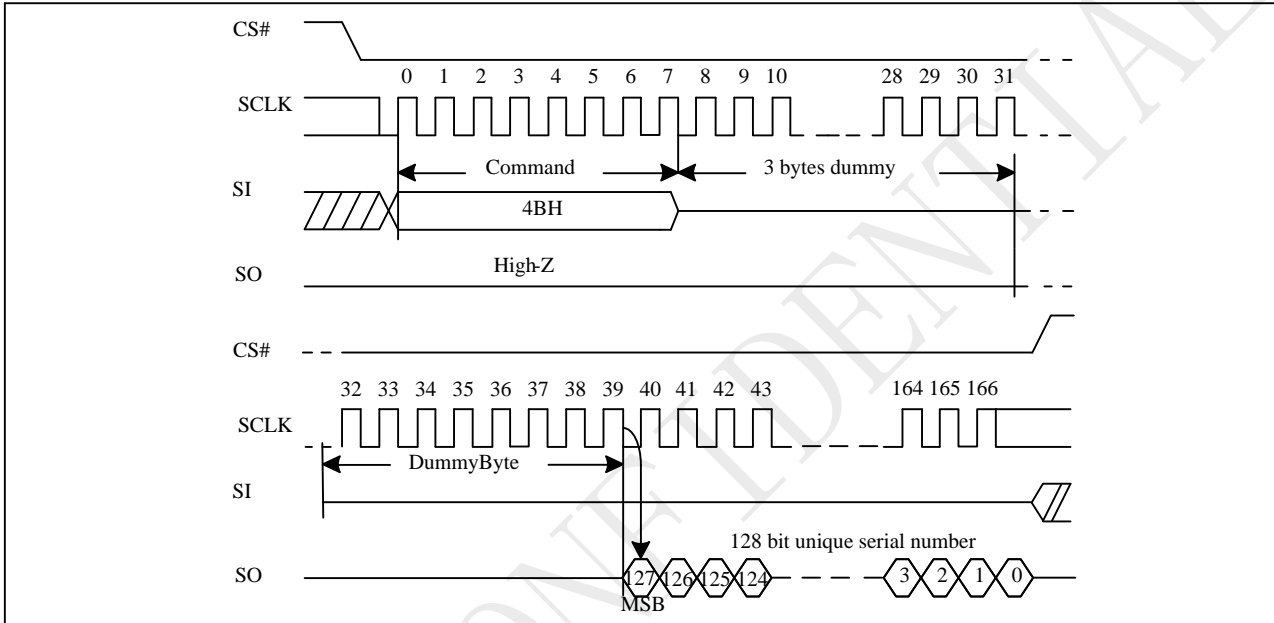 CS#
0 1 2 3 4 5 6 7 8 9 10 28 29 30 31
SCLK
Command 3 bytes dummy
SI
4BH
High-Z
SO
CS#
32 33 34 35 36 37 38 39 40 41 42 43 164 165 166
SCLK
DummyByte
SI
128 bit unique serial number
SO 127 126 125 124 3 2 1 0
MSB